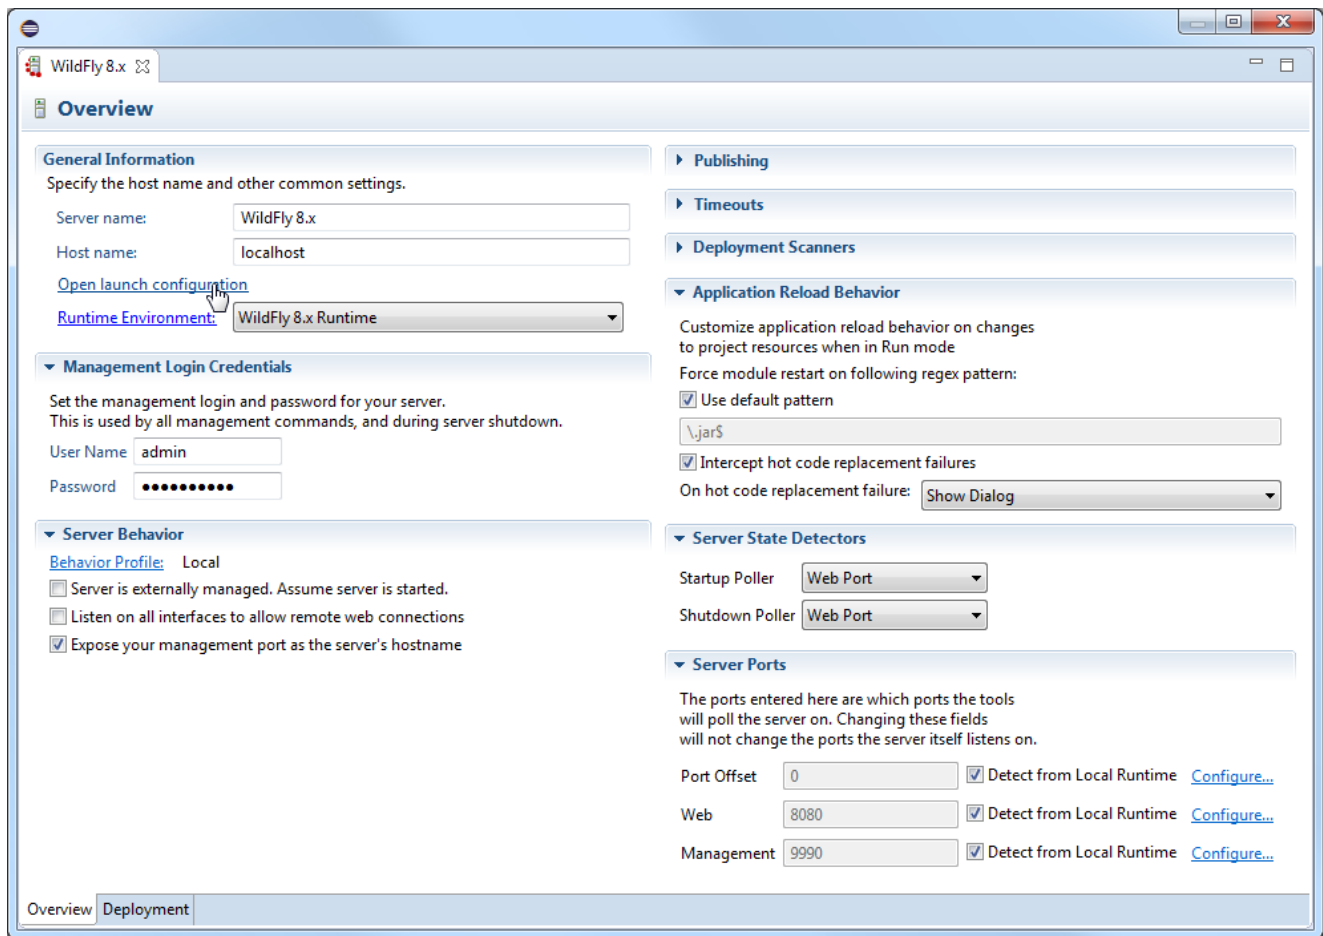 WildFly 8.x
Overview
General Information
Specify the host name and other common settings.
Server name: WildFly 8.x
Host name: localhost
Open launch configuration
Runtime Environment: WildFly 8.x Runtime
Management Login Credentials
Set the management login and password for your server.
This is used by all management commands, and during server shutdown.
User Name admin
Password ●●●●●●●●●●
Server Behavior
Behavior Profile: Local
Server is externally managed. Assume server is started.
Listen on all interfaces to allow remote web connections
Expose your management port as the server's hostname
Publishing
Timeouts
Deployment Scanners
Application Reload Behavior
Customize application reload behavior on changes
to project resources when in Run mode
Force module restart on following regex pattern:
Use default pattern
\.jar$
Intercept hot code replacement failures
On hot code replacement failure: Show Dialog
Server State Detectors
Startup Poller Web Port
Shutdown Poller Web Port
Server Ports
The ports entered here are which ports the tools
will poll the server on. Changing these fields
will not change the ports the server itself listens on.
Port Offset 0 Detect from Local Runtime Configure...
Web 8080 Detect from Local Runtime Configure...
Management 9990 Detect from Local Runtime Configure...
Overview Deployment